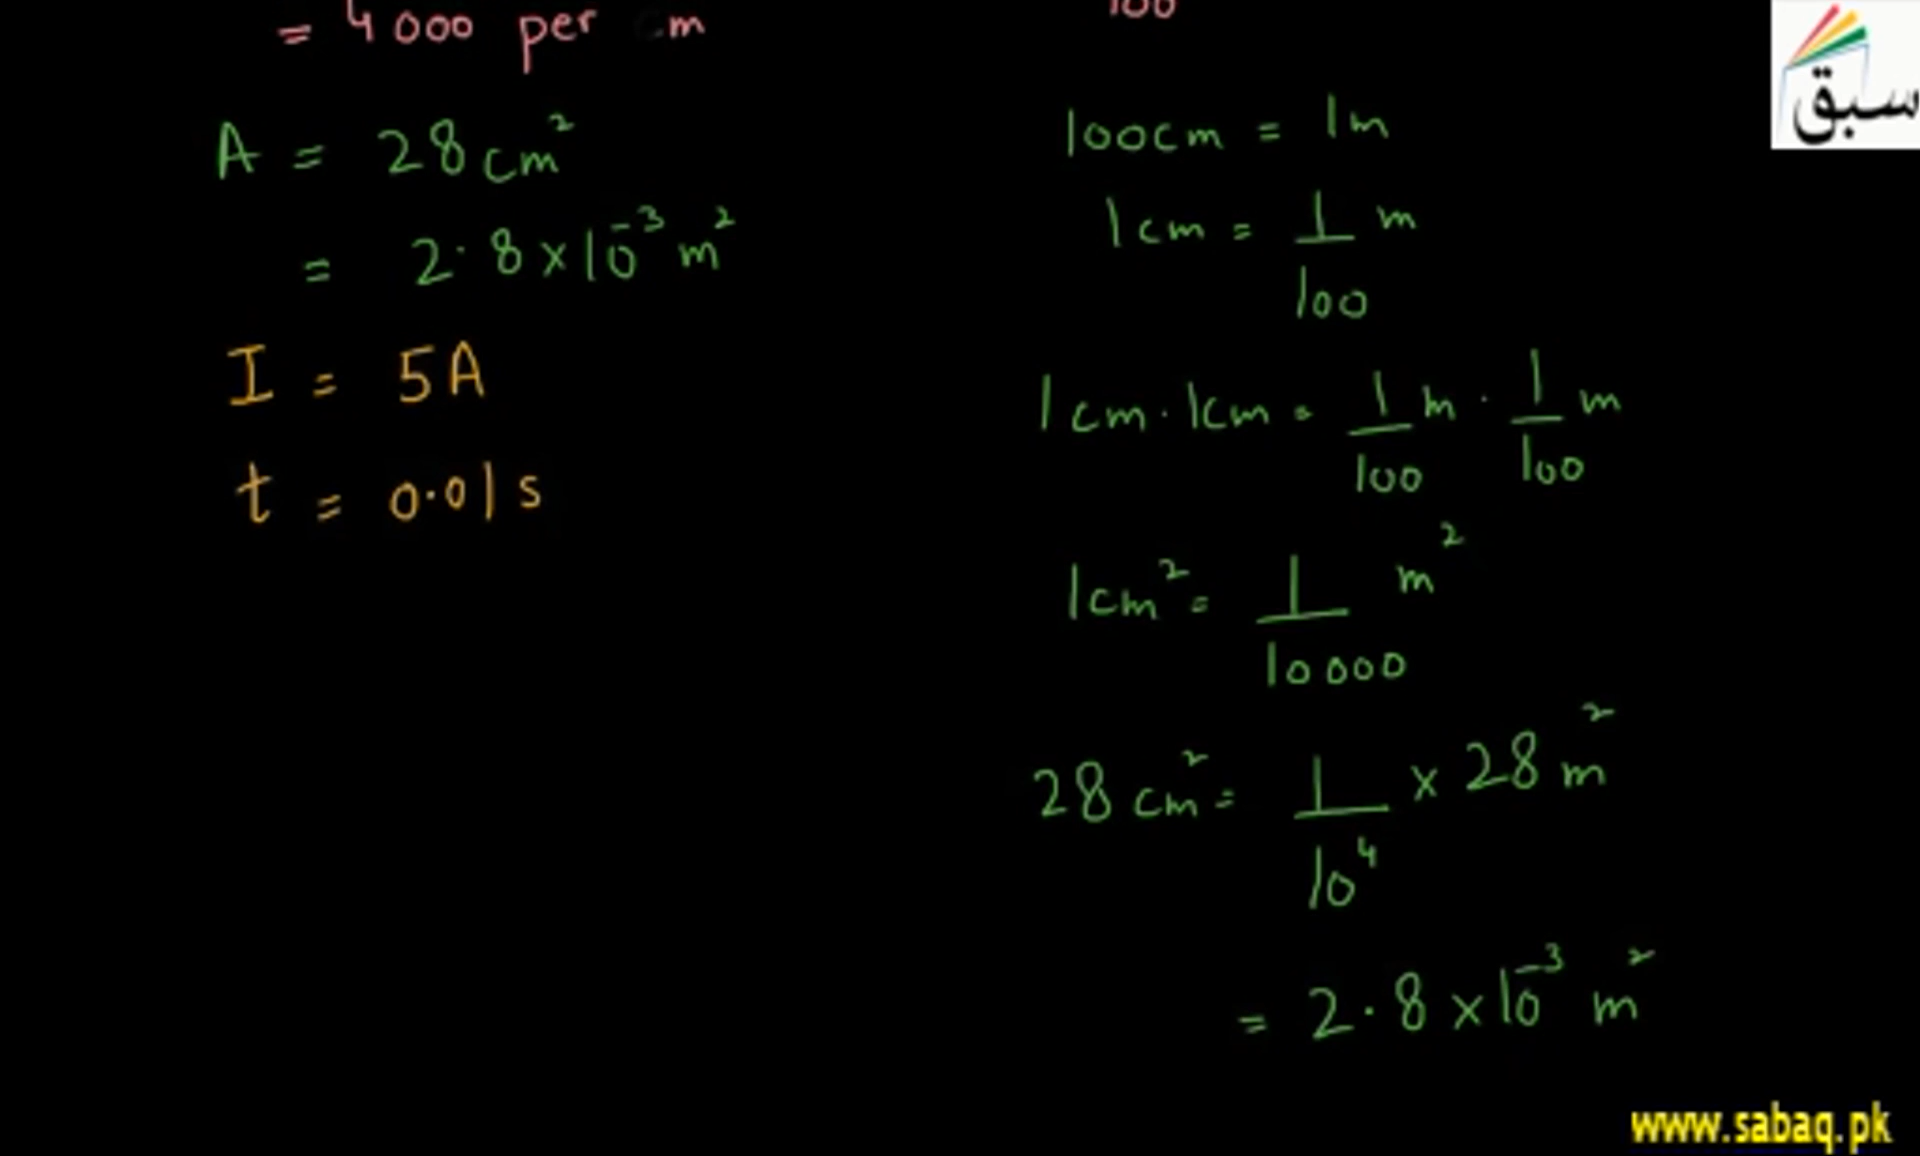 = 4000 per m
100
سبق
A = 28 cm²
= 2.8 × 10⁻³ m²
I = 5A
t = 0.01 s
100cm = 1m
1cm = 1/100 m
1cm · 1cm = 1/100 m · 1/100 m
1cm² = 1/10000 m²
28 cm² = 1/10⁴ × 28 m²
= 2.8 × 10⁻³ m²
www.sabaq.pk